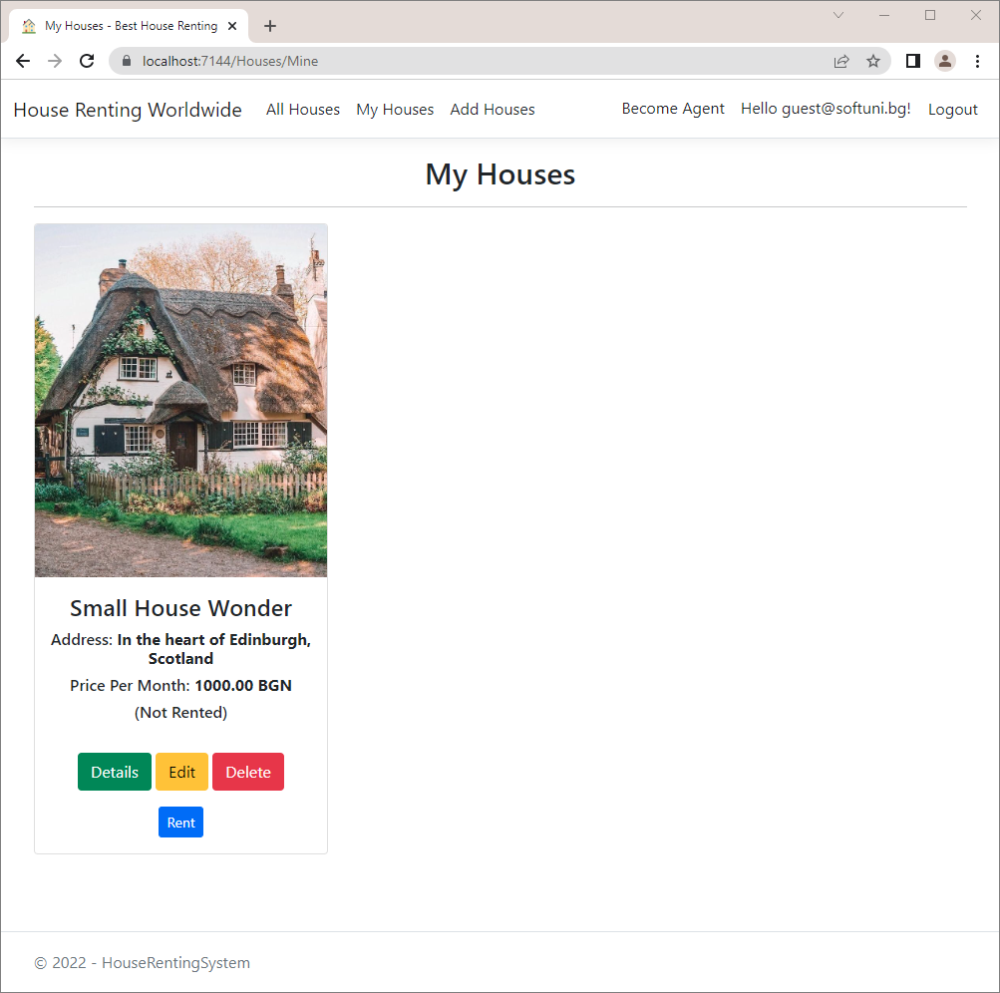 My Houses - Best House Renting
localhost:7144/Houses/Mine
House Renting Worldwide All Houses My Houses Add Houses Become Agent Hello guest@softuni.bg! Logout
My Houses
Small House Wonder
Address: In the heart of Edinburgh,
Scotland
Price Per Month: 1000.00 BGN
(Not Rented)
Details Edit Delete
Rent
© 2022 - HouseRentingSystem